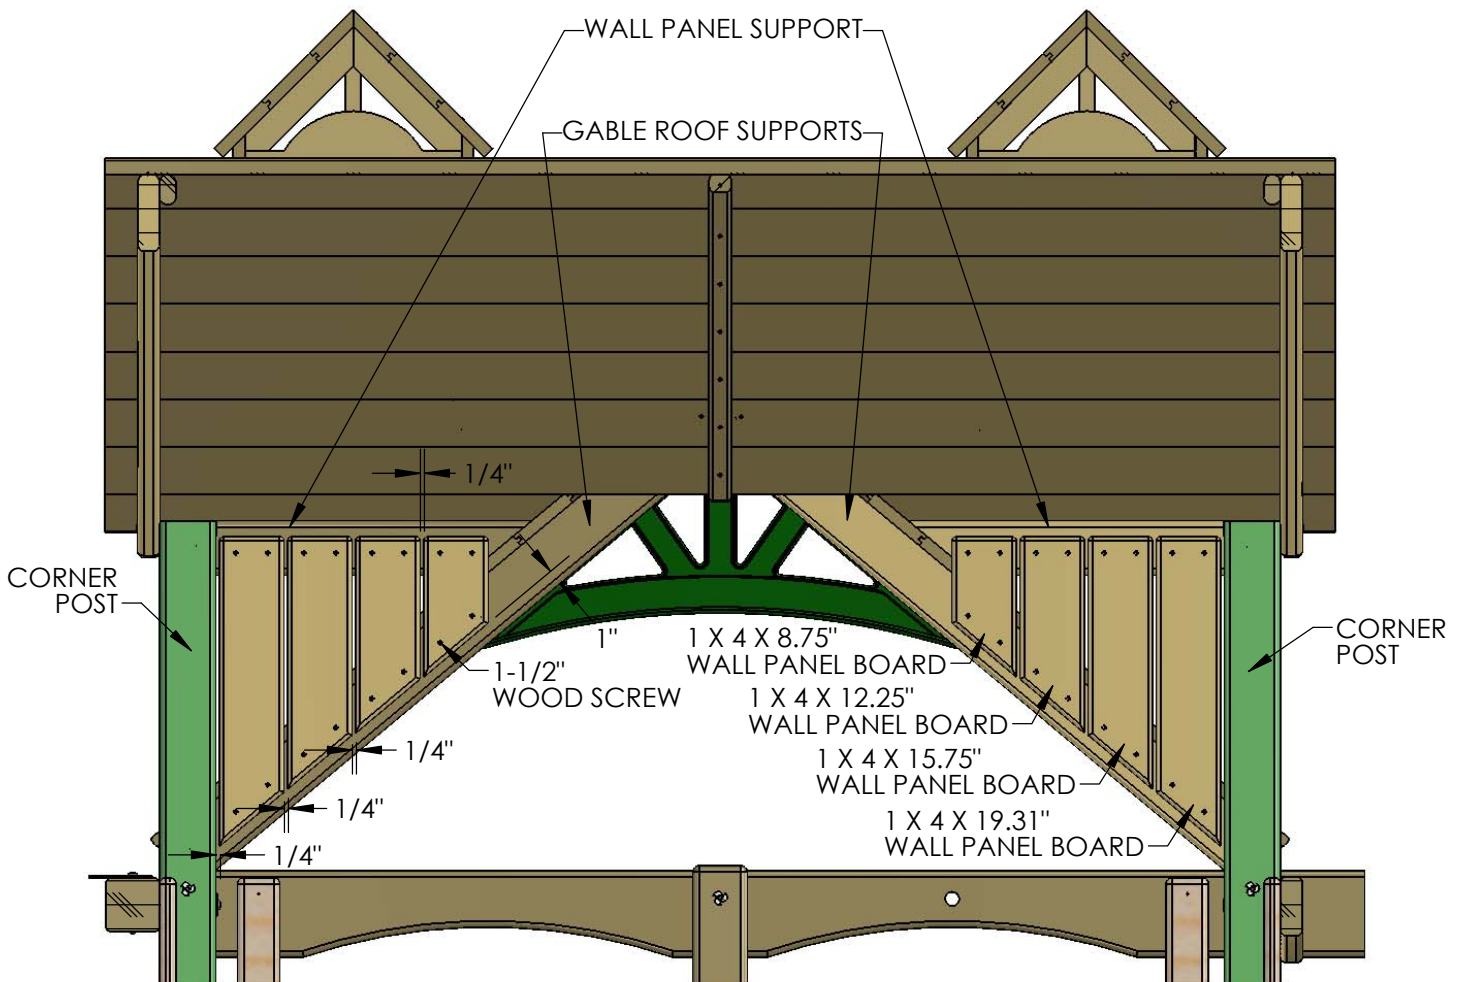 WALL PANEL SUPPORT
GABLE ROOF SUPPORTS
1/4"
CORNER
POST
1"
1-1/2"
WOOD SCREW
1 X 4 X 8.75"
WALL PANEL BOARD
CORNER
POST
1 X 4 X 12.25"
WALL PANEL BOARD
1/4"
1 X 4 X 15.75"
WALL PANEL BOARD
1/4"
1 X 4 X 19.31"
WALL PANEL BOARD
1/4"